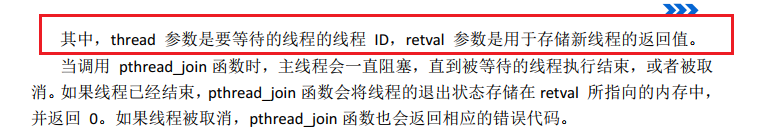 其中，thread 参数是要等待的线程的线程 ID，retval 参数是用于存储新线程的返回值。
当调用 pthread_join 函数时，主线程会一直阻塞，直到被等待的线程执行结束，或者被取
消。如果线程已经结束，pthread_join 函数会将线程的退出状态存储在 retval 所指向的内存中，
并返回 0。如果线程被取消，pthread_join 函数也会返回相应的错误代码。